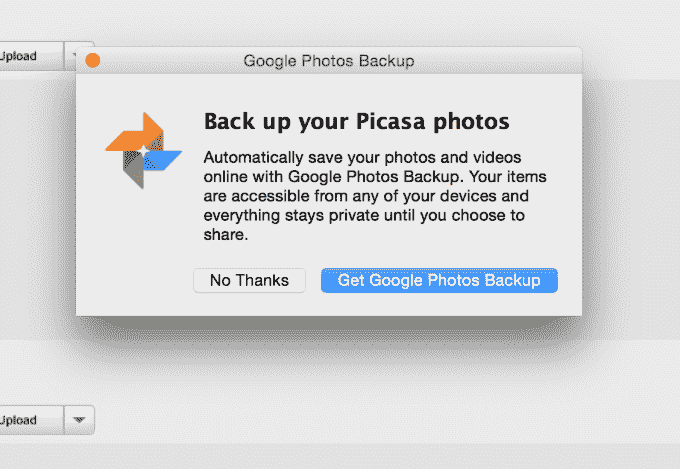 Upload
Google Photos Backup
Back up your Picasa photos
Automatically save your photos and videos
online with Google Photos Backup. Your items
are accessible from any of your devices and
everything stays private until you choose to
share.
No Thanks
Get Google Photos Backup
Upload